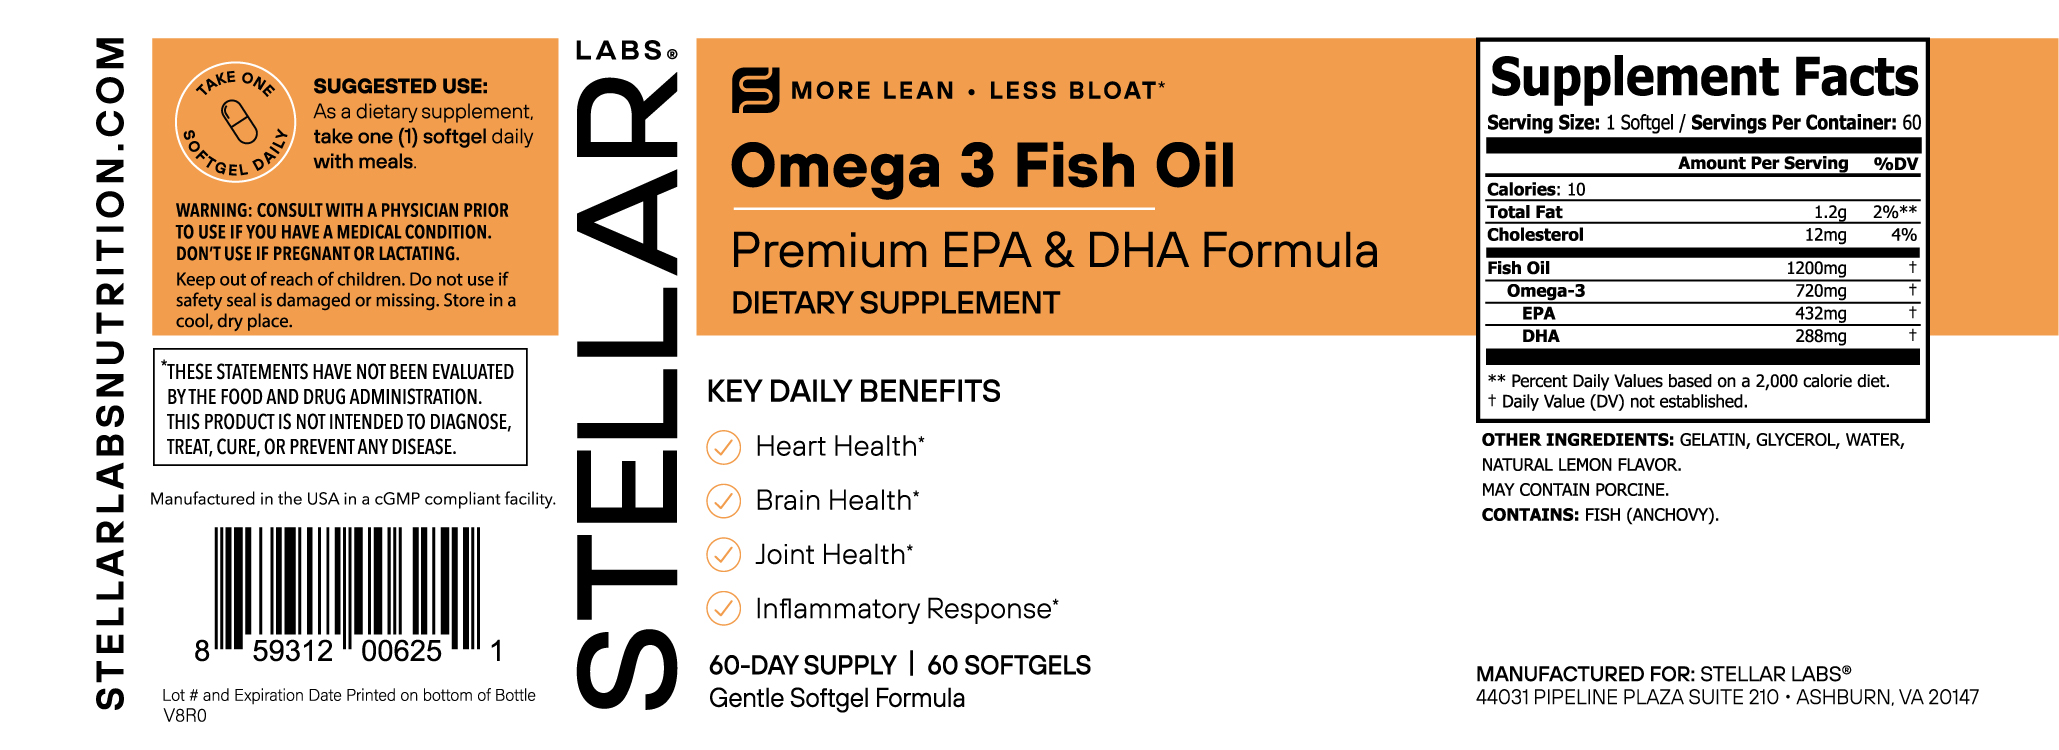 STELLARLABSNUTRITION.COM
TAKE ONE
SOFTGEL DAILY
SUGGESTED USE:
As a dietary supplement,
take one (1) softgel daily
with meals.
WARNING: CONSULT WITH A PHYSICIAN PRIOR
TO USE IF YOU HAVE A MEDICAL CONDITION.
DON'T USE IF PREGNANT OR LACTATING.
Keep out of reach of children. Do not use if
safety seal is damaged or missing. Store in a
cool, dry place.
*THESE STATEMENTS HAVE NOT BEEN EVALUATED
BY THE FOOD AND DRUG ADMINISTRATION.
THIS PRODUCT IS NOT INTENDED TO DIAGNOSE,
TREAT, CURE, OR PREVENT ANY DISEASE.
Manufactured in the USA in a cGMP compliant facility.
8 59312 00625 1
Lot # and Expiration Date Printed on bottom of Bottle
V8R0
STELLAR
LABS®
MORE LEAN • LESS BLOAT*
Omega 3 Fish Oil
Premium EPA & DHA Formula
DIETARY SUPPLEMENT
KEY DAILY BENEFITS
Heart Health*
Brain Health*
Joint Health*
Inflammatory Response*
60-DAY SUPPLY | 60 SOFTGELS
Gentle Softgel Formula
Supplement Facts
Serving Size: 1 Softgel / Servings Per Container: 60
Amount Per Serving %DV
Calories: 10
Total Fat 1.2g 2%**
Cholesterol 12mg 4%
Fish Oil 1200mg †
Omega-3 720mg †
EPA 432mg †
DHA 288mg †
** Percent Daily Values based on a 2,000 calorie diet.
† Daily Value (DV) not established.
OTHER INGREDIENTS: GELATIN, GLYCEROL, WATER,
NATURAL LEMON FLAVOR.
MAY CONTAIN PORCINE.
CONTAINS: FISH (ANCHOVY).
MANUFACTURED FOR: STELLAR LABS®
44031 PIPELINE PLAZA SUITE 210 • ASHBURN, VA 20147